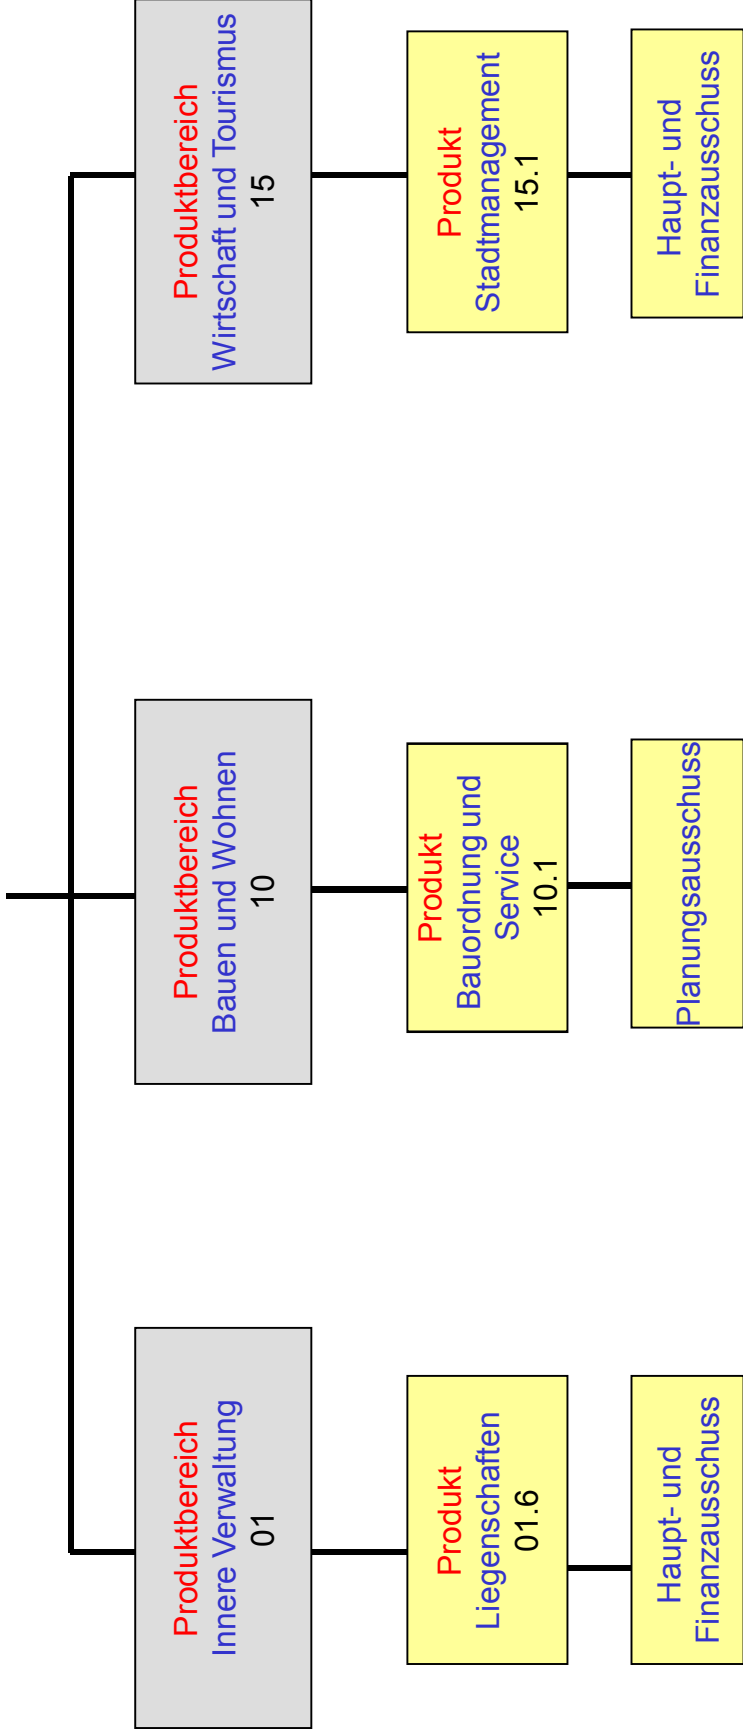 Produktbereich
Innere Verwaltung
01
Produktbereich
Bauen und Wohnen
10
Produktbereich
Wirtschaft und Tourismus
15
Produkt
Liegenschaften
01.6
Produkt
Bauordnung und
Service
10.1
Produkt
Stadtmanagement
15.1
Haupt- und
Finanzausschuss
Planungsausschuss
Haupt- und
Finanzausschuss